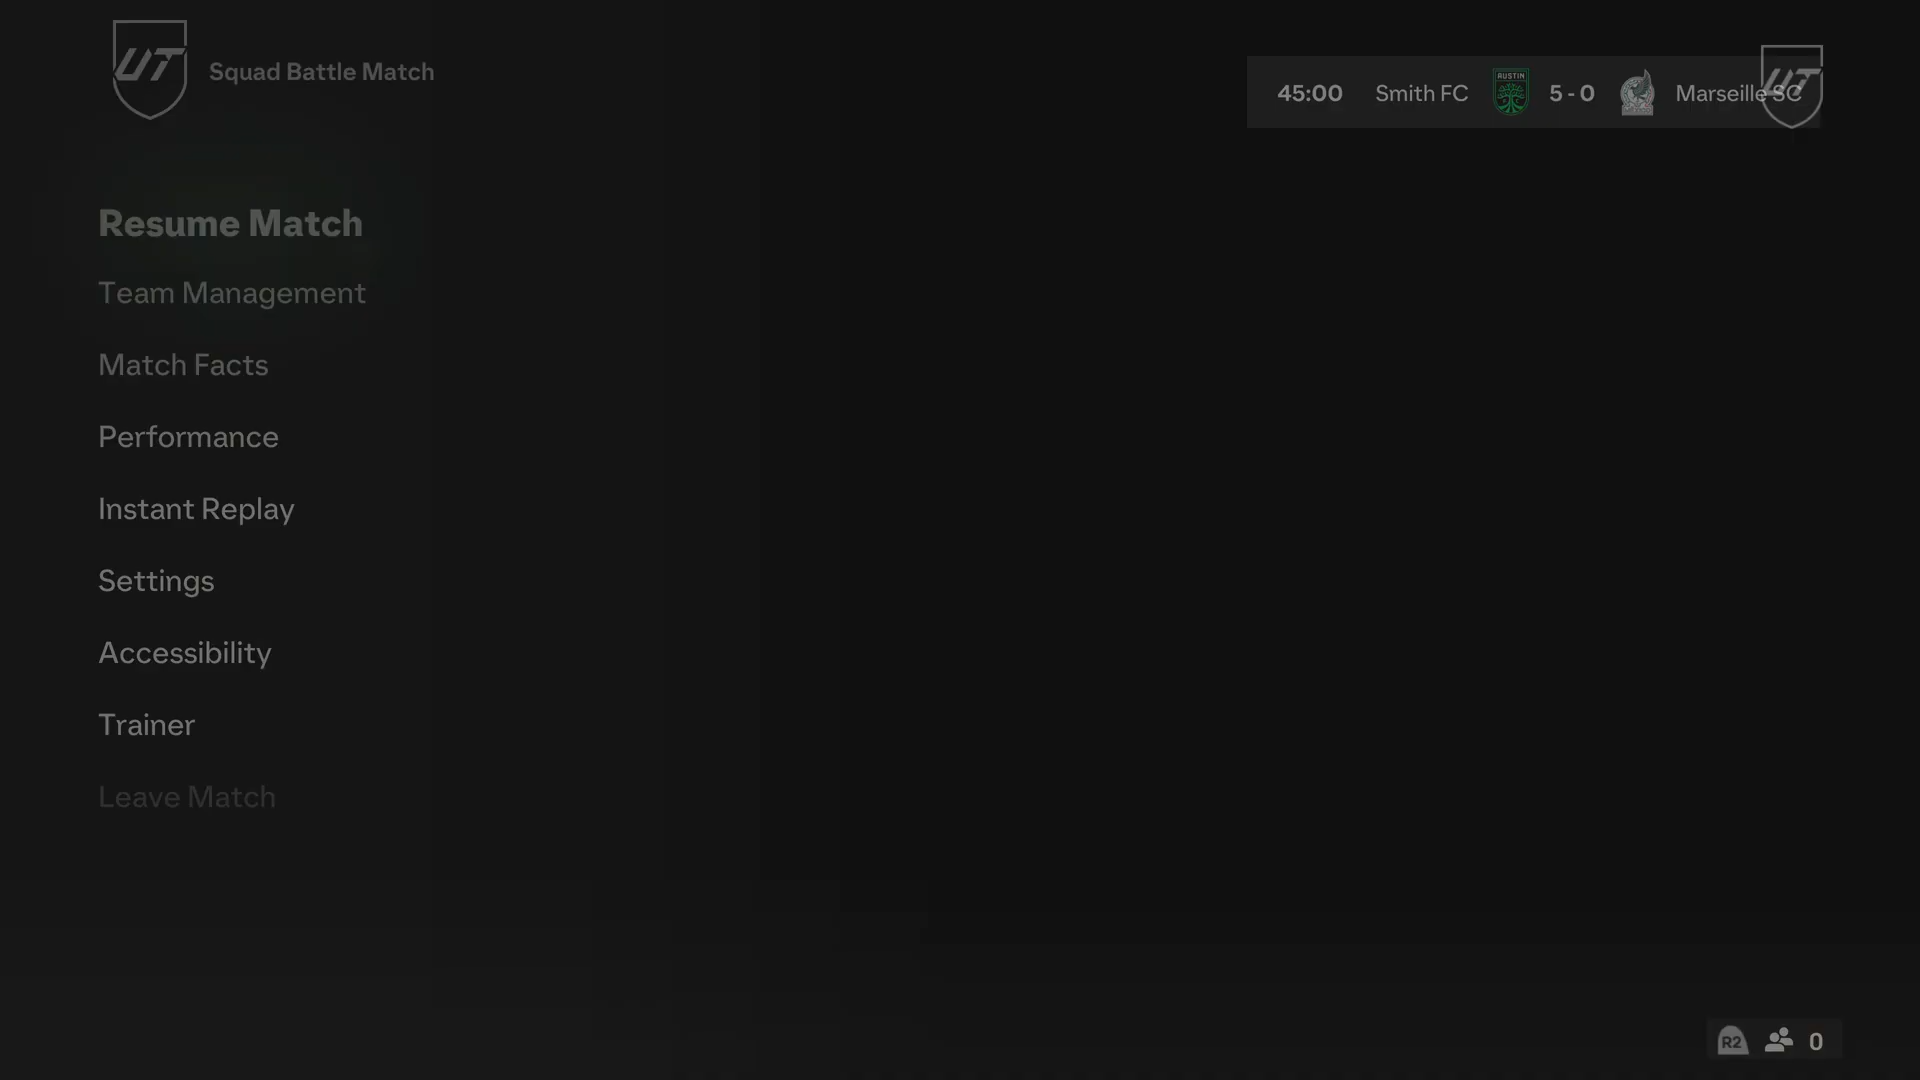 UT
Squad Battle Match
45:00 Smith FC AUSTIN 5 - 0 Marseille SC UT
Resume Match
Team Management
Match Facts
Performance
Instant Replay
Settings
Accessibility
Trainer
Leave Match
R2 0